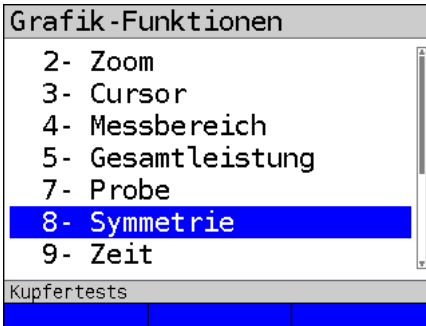 Grafik-Funktionen
2- Zoom
3- Cursor
4- Messbereich
5- Gesamtleistung
7- Probe
8- Symmetrie
9- Zeit
Kupfertests